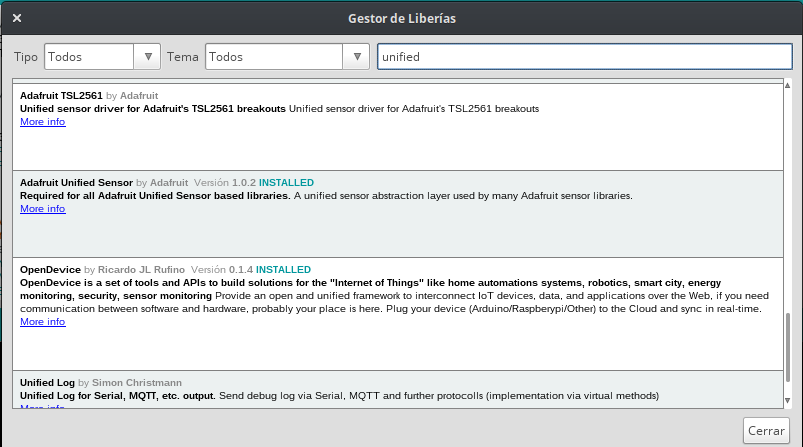 Gestor de Liberías
Tipo Todos Tema Todos unified
Adafruit TSL2561 by Adafruit
Unified sensor driver for Adafruit's TSL2561 breakouts Unified sensor driver for Adafruit's TSL2561 breakouts
More info
Adafruit Unified Sensor by Adafruit Versión 1.0.2 INSTALLED
Required for all Adafruit Unified Sensor based libraries. A unified sensor abstraction layer used by many Adafruit sensor libraries.
More info
OpenDevice by Ricardo JL Rufino Versión 0.1.4 INSTALLED
OpenDevice is a set of tools and APIs to build solutions for the "Internet of Things" like home automations systems, robotics, smart city, energy
monitoring, security, sensor monitoring Provide an open and unified framework to interconnect IoT devices, data, and applications over the Web, if you need
communication between software and hardware, probably your place is here. Plug your device (Arduino/Raspberypi/Other) to the Cloud and sync in real-time.
More info
Unified Log by Simon Christmann
Unified Log for Serial, MQTT, etc. output. Send debug log via Serial, MQTT and further protocolls (implementation via virtual methods)
More info
Cerrar